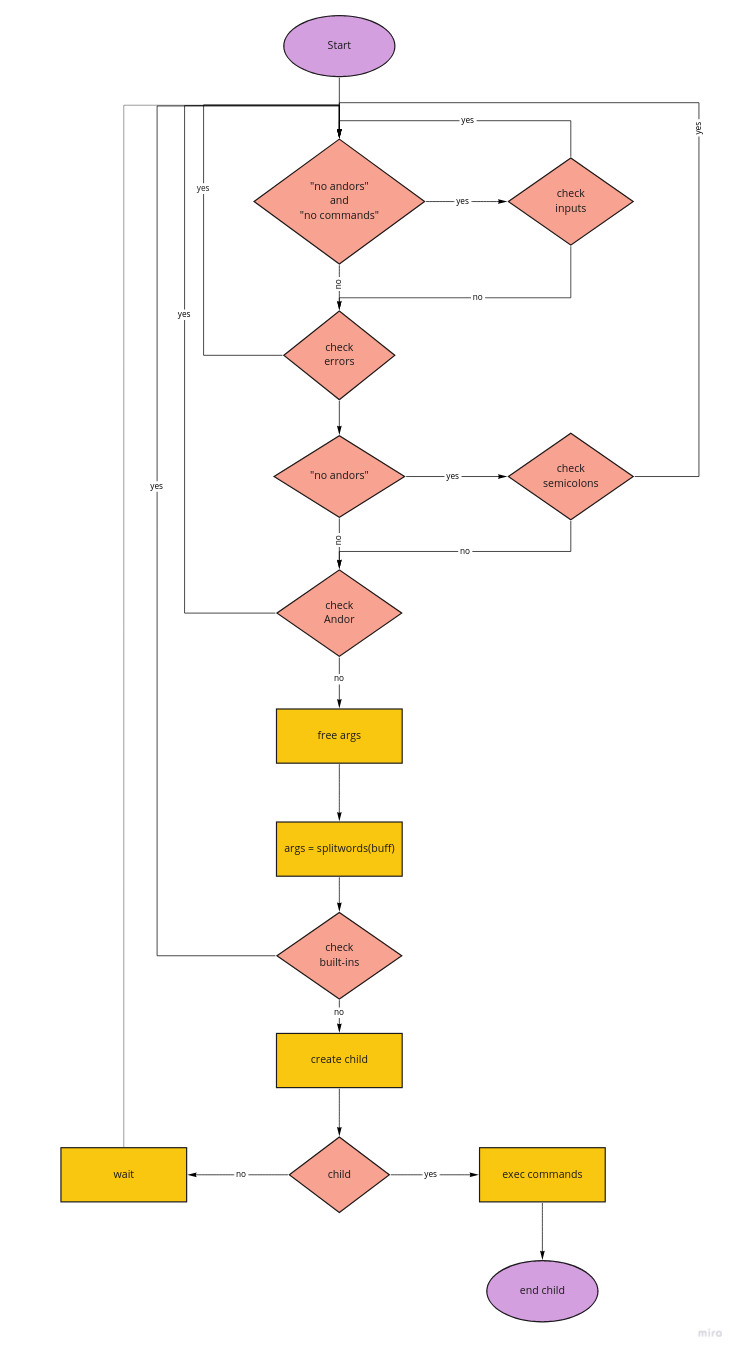 Start
yes
yes
"no andors"
and
"no commands"
yes
check
inputs
yes
no
no
yes
check
errors
"no andors"
yes
check
semicolons
yes
no
no
check
Andor
no
free args
args = splitwords(buff)
check
built-ins
no
create child
wait
no
child
yes
exec commands
end child
miro